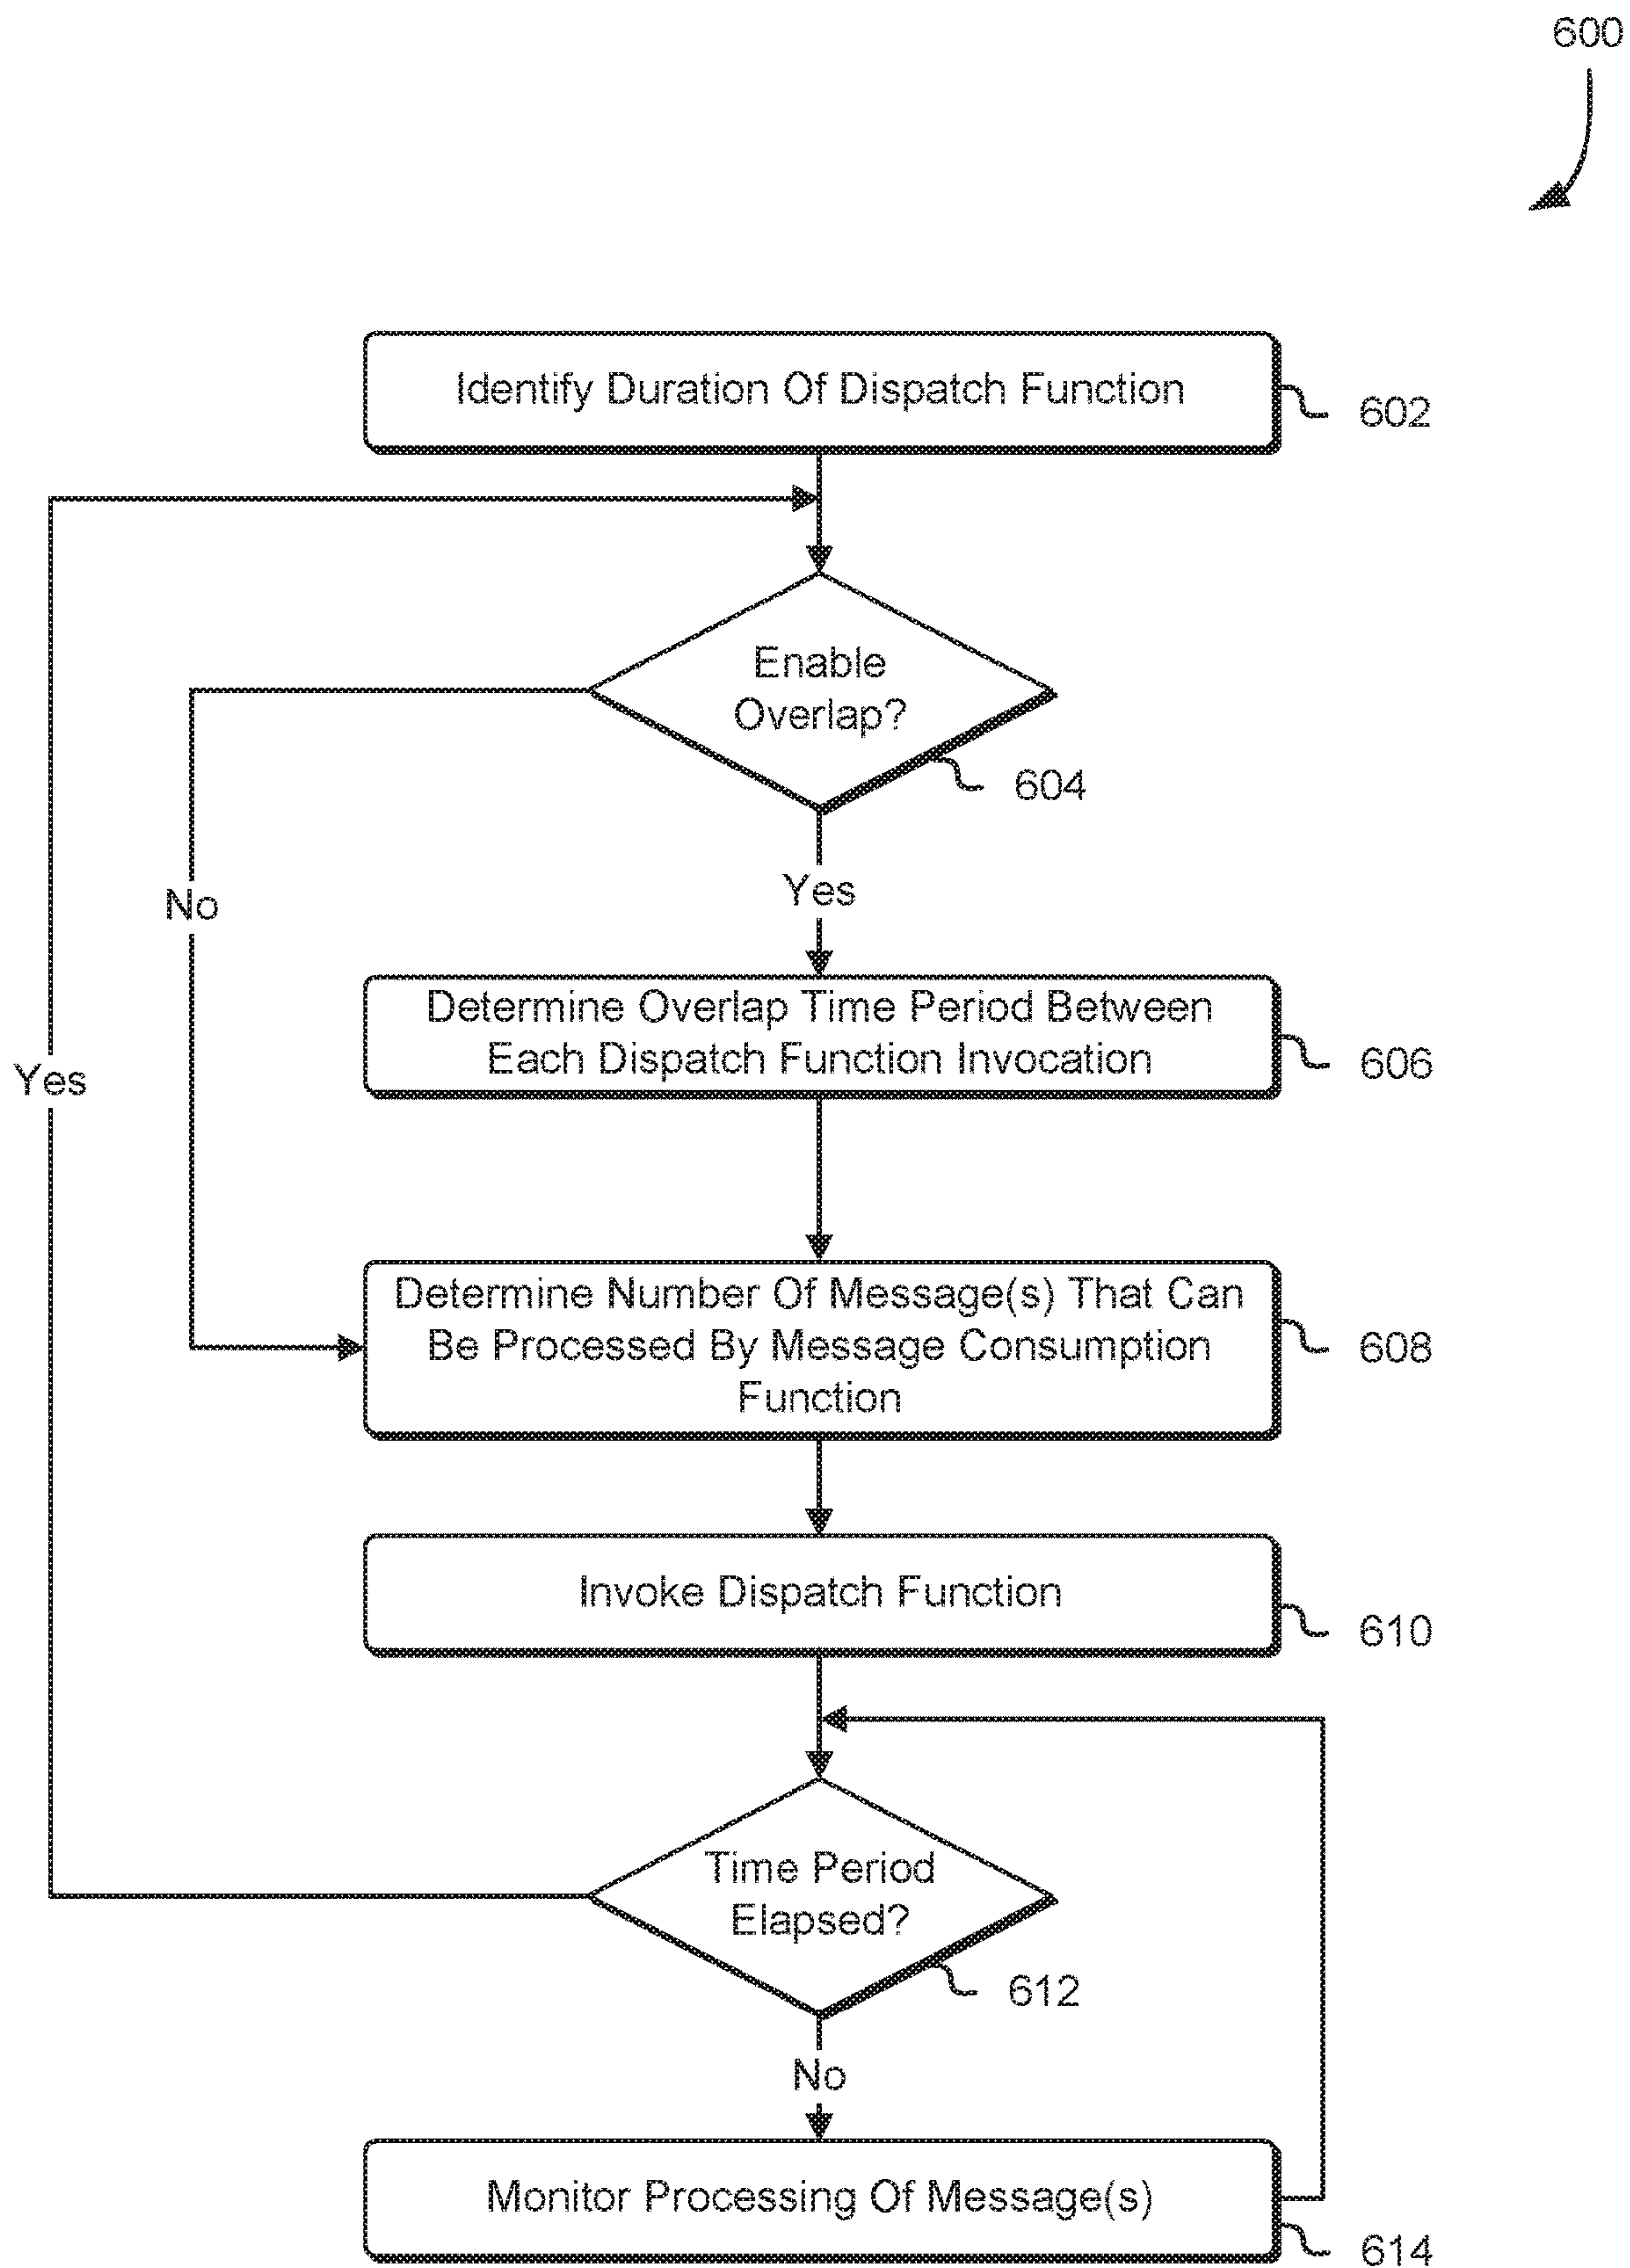 600
Identify Duration Of Dispatch Function
602
Enable
Overlap?
604
Yes
No
Determine Overlap Time Period Between
Each Dispatch Function Invocation
606
Yes
Determine Number Of Message(s) That Can
Be Processed By Message Consumption
Function
608
Invoke Dispatch Function
610
Time Period
Elapsed?
612
No
Monitor Processing Of Message(s)
614